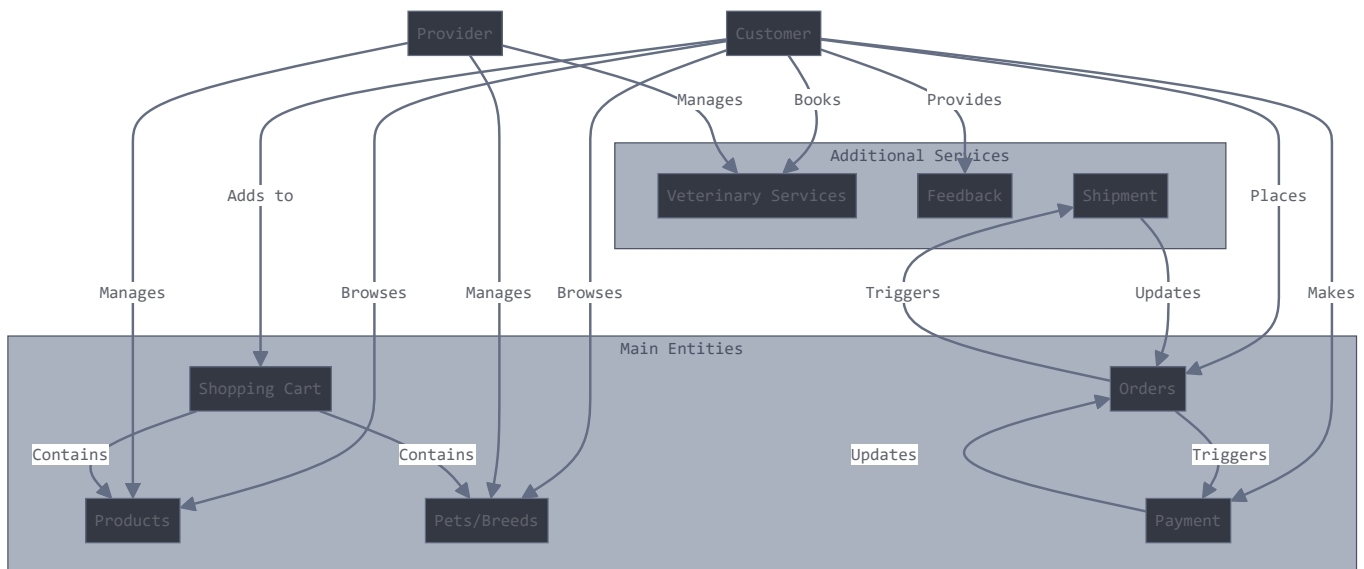 Provider
Customer
Manages
Books
Provides
Additional Services
Veterinary Services
Feedback
Shipment
Adds to
Places
Manages
Browses
Manages
Browses
Triggers
Updates
Makes
Main Entities
Shopping Cart
Orders
Contains
Contains
Updates
Triggers
Products
Pets/Breeds
Payment